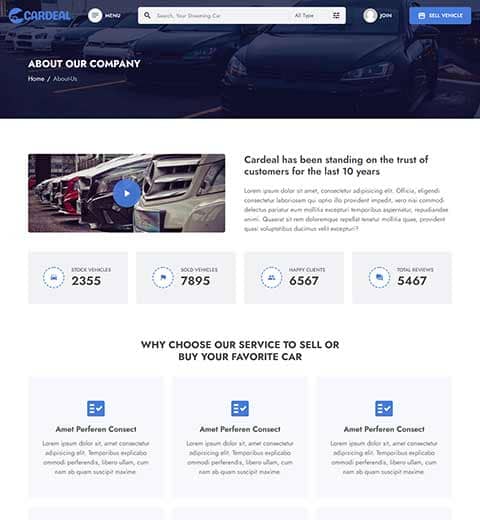 CARDEAL MENU Search, Your Dreaming Car All Type JOIN SELL VEHICLE
ABOUT OUR COMPANY
Home / About-Us
Cardeal has been standing on the trust of
customers for the last 10 years
Lorem ipsum dolor sit amet, consectetur adipisicing elit. Officia, eligendi
consectetur laboriosam qui optio illo provident impedit, vero nisi commodi
delectus pariatur eum mollitia excepturi temporibus aspernatur, repudiandae
animi. Quaerat sit rem doloremque repellat tenetur mollitia quae, provident
quasi voluptatibus ducimus velit excepturi?
STOCK VEHICLES
2355
SOLD VEHICLES
7895
HAPPY CLIENTS
6567
TOTAL REVIEWS
5467
WHY CHOOSE OUR SERVICE TO SELL OR
BUY YOUR FAVORITE CAR
Amet Perferen Consect
Lorem ipsum dolor sit, amet consectetur
adipisicing elit. Temporibus explicabo
commodi perferendis, libero ullam, cum
nam ab quam suscipit maxime.
Amet Perferen Consect
Lorem ipsum dolor sit, amet consectetur
adipisicing elit. Temporibus explicabo
commodi perferendis, libero ullam, cum
nam ab quam suscipit maxime.
Amet Perferen Consect
Lorem ipsum dolor sit, amet consectetur
adipisicing elit. Temporibus explicabo
commodi perferendis, libero ullam, cum
nam ab quam suscipit maxime.